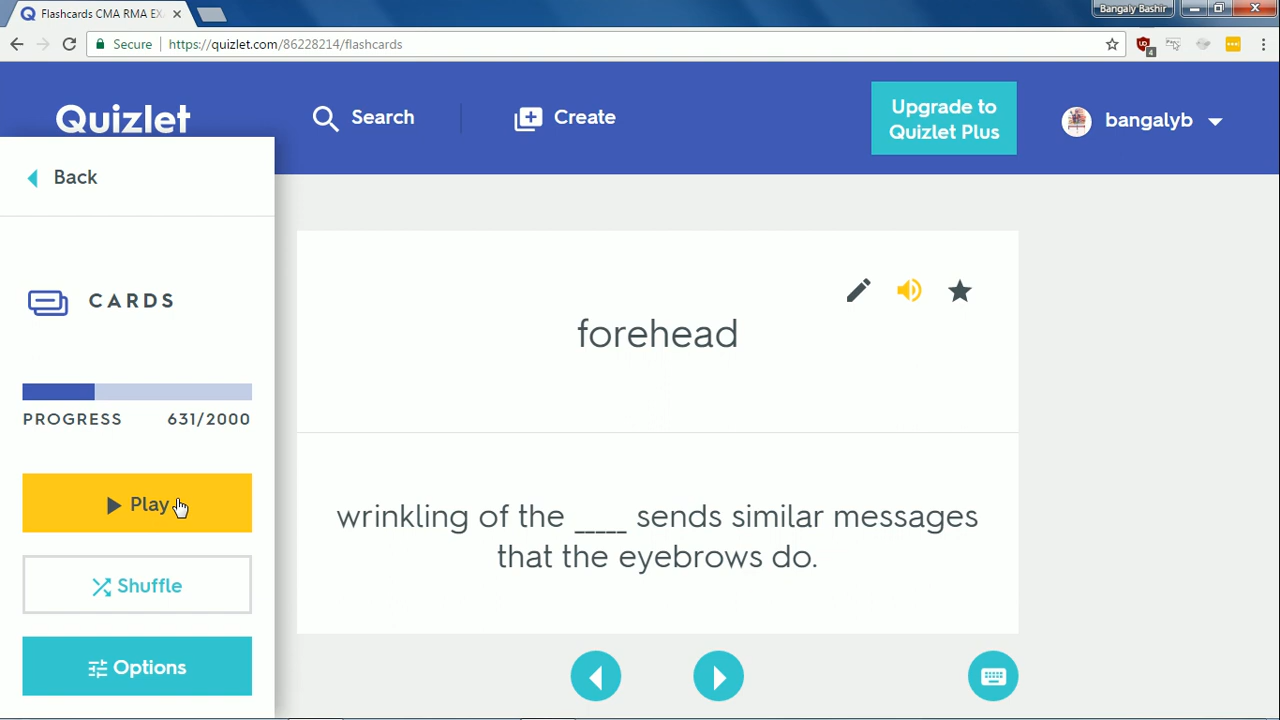 Flashcards CMA RMA EX
Bangaly Bashir
Secure
https://quizlet.com/86228214/flashcards
4
Quizlet
Search
Create
Upgrade to
Quizlet Plus
bangalyb
Back
CARDS
PROGRESS 631/2000
Play
Shuffle
Options
forehead
wrinkling of the _____ sends similar messages
that the eyebrows do.